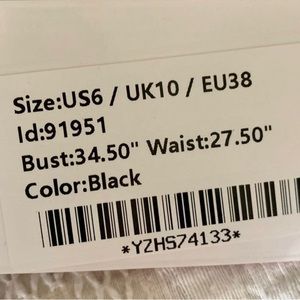 Size:US6 / UK10 / EU38
Id:91951
Bust:34.50" Waist:27.50"
Color:Black
*YZHS74133*